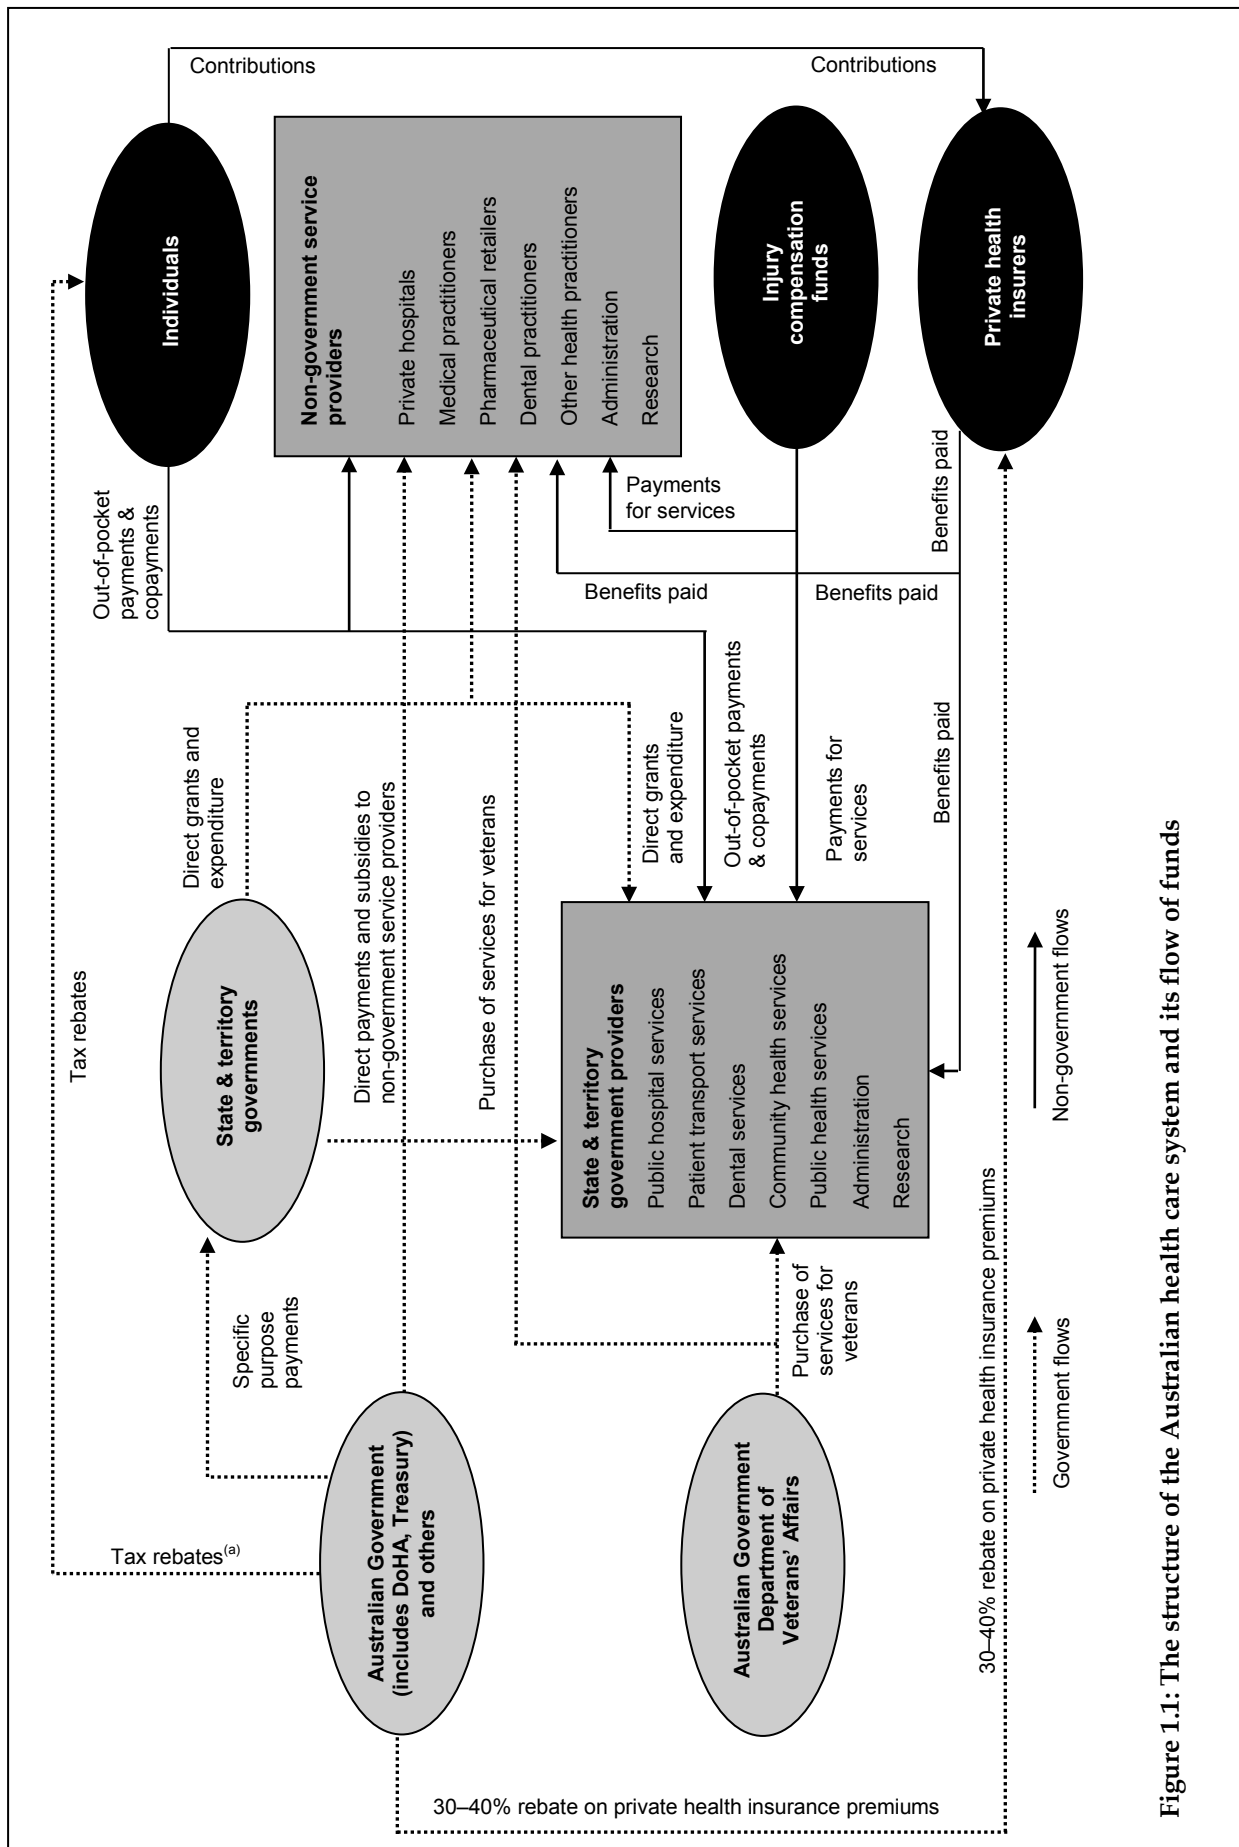 Tax rebates
Tax rebates(a)
Contributions
Contributions
Individuals
Out-of-pocket
payments &
copayments
State & territory
governments
Direct grants and
expenditure
Specific
purpose
payments
Australian Government
(includes DoHA, Treasury)
and others
Direct payments and subsidies to
non-government service providers
Purchase of services for veterans
Non-government service
providers
Private hospitals
Medical practitioners
Pharmaceutical retailers
Dental practitioners
Other health practitioners
Administration
Research
Payments
for services
Benefits paid
Benefits paid
Benefits paid
Benefits paid
State & territory
government providers
Public hospital services
Patient transport services
Dental services
Community health services
Public health services
Administration
Research
Direct grants
and expenditure
Out-of-pocket payments
& copayments
Payments for
services
Injury
compensation
funds
Private health
insurers
Australian Government
Department of
Veterans' Affairs
Purchase of
services for
veterans
30–40% rebate on private health insurance premiums
30–40% rebate on private health insurance premiums
Government flows
Non-government flows
Figure 1.1: The structure of the Australian health care system and its flow of funds